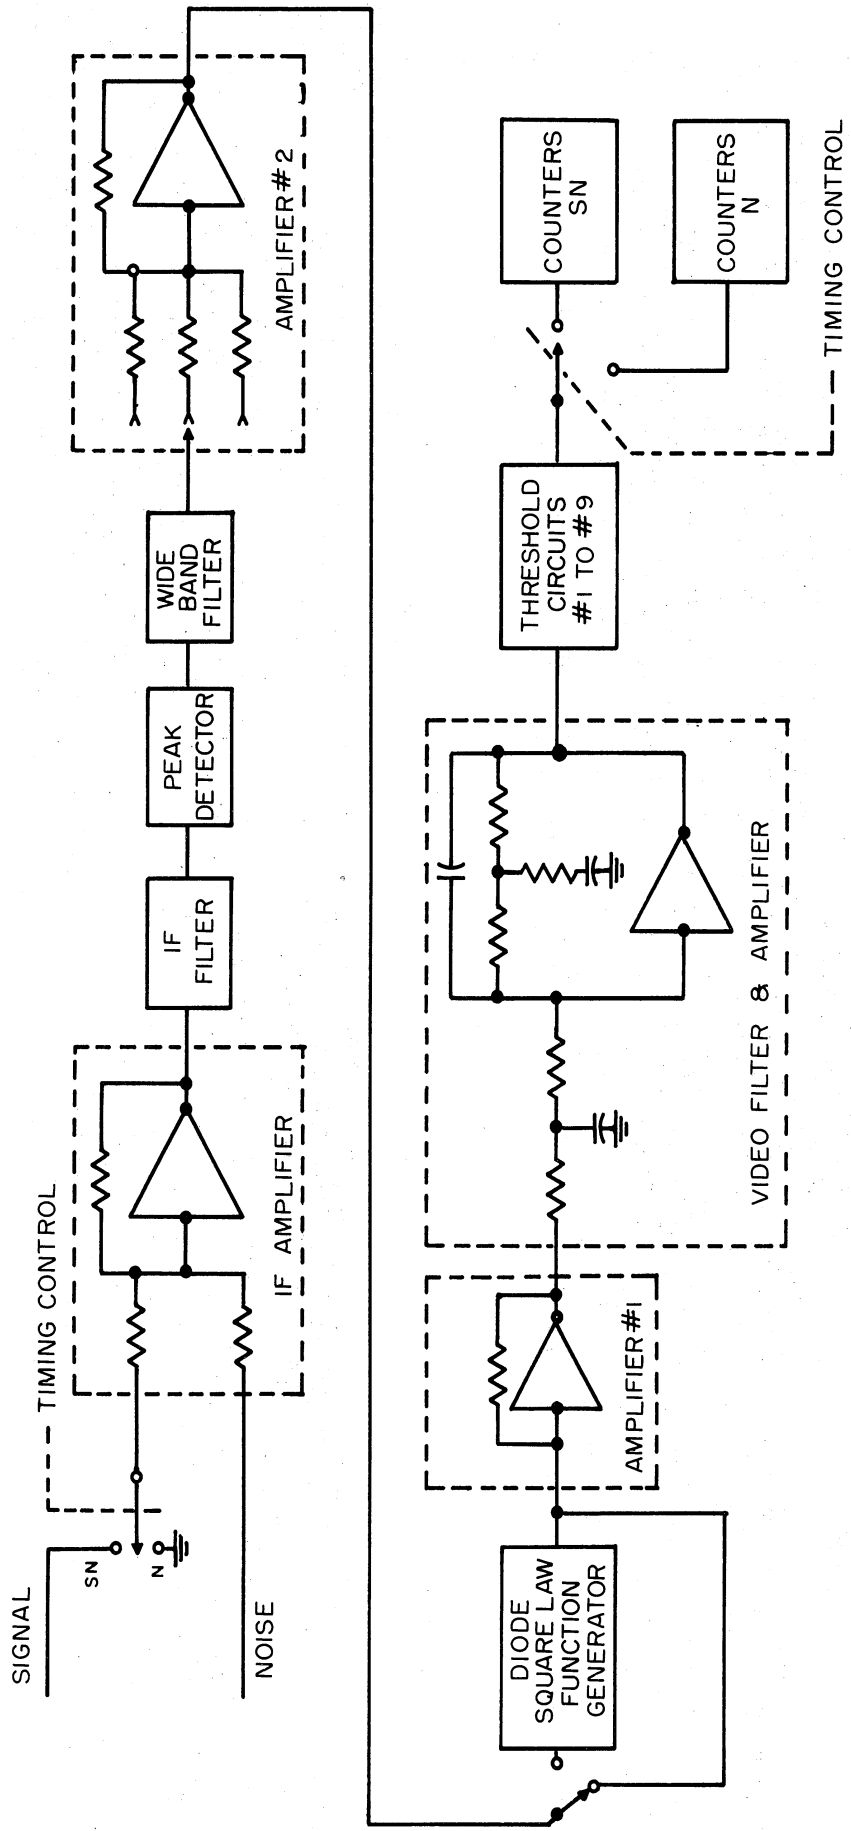 SIGNAL
SN
N
NOISE
TIMING CONTROL
IF AMPLIFIER
IF
FILTER
PEAK
DETECTOR
WIDE
BAND
FILTER
AMPLIFIER #2
DIODE
SQUARE LAW
FUNCTION
GENERATOR
AMPLIFIER #1
VIDEO FILTER & AMPLIFIER
THRESHOLD
CIRCUITS
#1 TO #9
COUNTERS
SN
COUNTERS
N
TIMING CONTROL